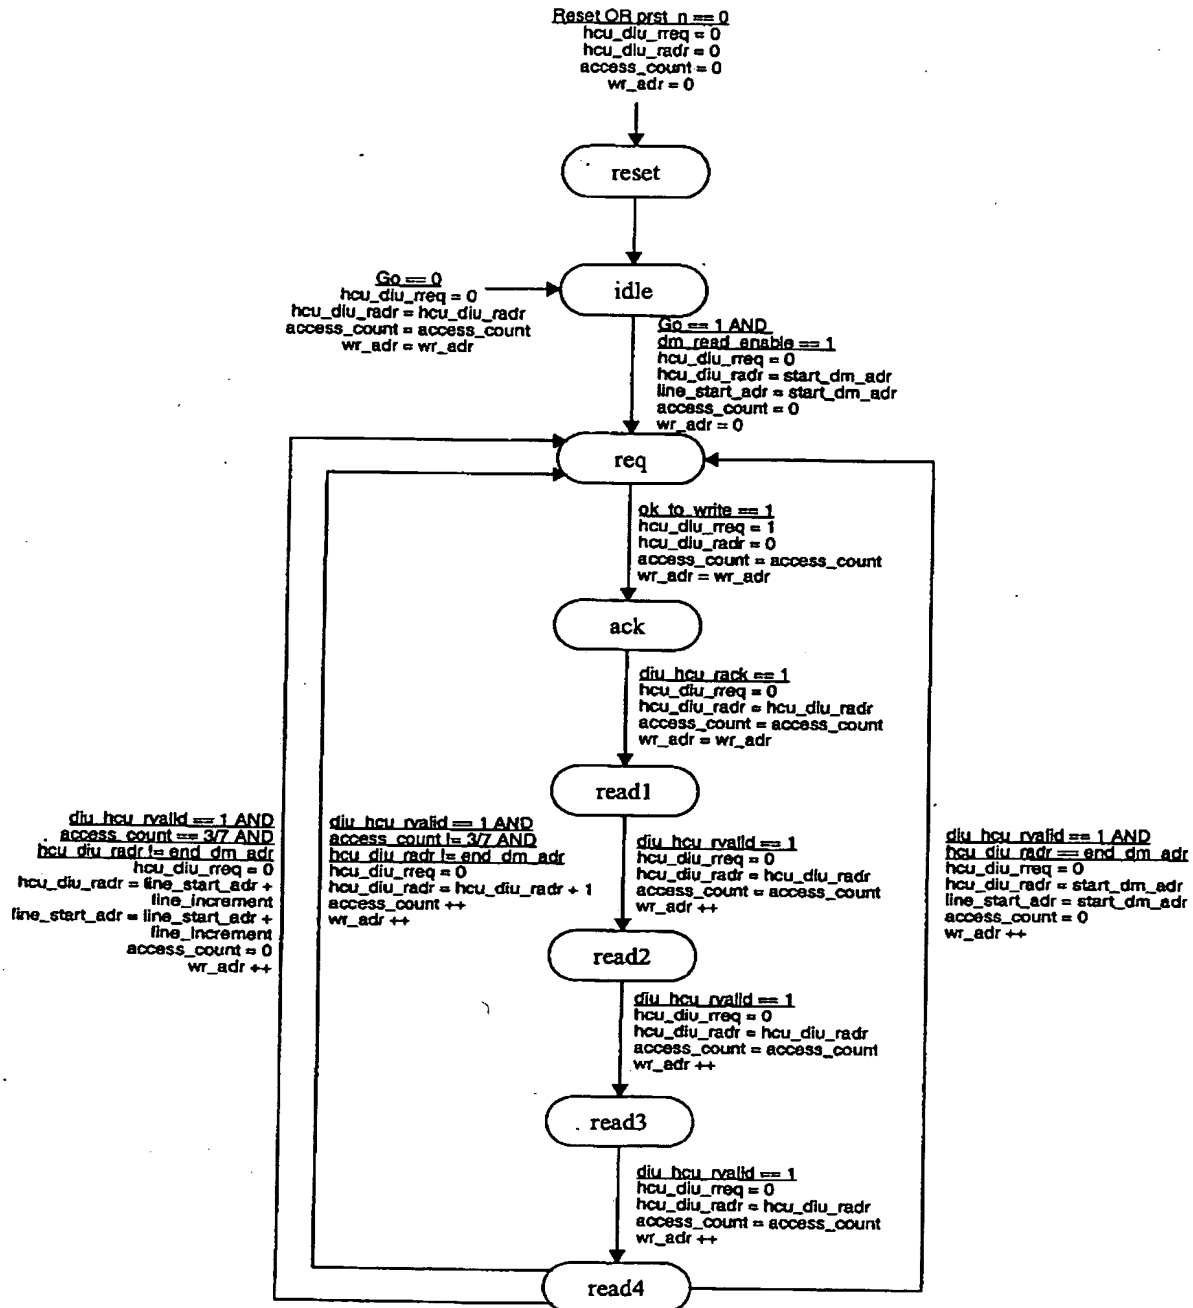 Reset OR prst_n == 0
hcu_diu_rreq = 0
hcu_diu_radr = 0
access_count = 0
wr_adr = 0
reset
Go == 0
hcu_diu_rreq = 0
hcu_diu_radr = hcu_diu_radr
access_count = access_count
wr_adr = wr_adr
idle
Go == 1 AND
dm_read_enable == 1
hcu_diu_rreq = 0
hcu_diu_radr = start_dm_adr
line_start_adr = start_dm_adr
access_count = 0
wr_adr = 0
req
ok_to_write == 1
hcu_diu_rreq = 1
hcu_diu_radr = 0
access_count = access_count
wr_adr = wr_adr
ack
diu_hcu_rack == 1
hcu_diu_rreq = 0
hcu_diu_radr = hcu_diu_radr
access_count = access_count
wr_adr = wr_adr
read1
diu_hcu_rvalid == 1 AND
access_count == 3/7 AND
hcu_diu_radr != end_dm_adr
hcu_diu_rreq = 0
hcu_diu_radr = line_start_adr +
line_increment
line_start_adr = line_start_adr +
line_increment
access_count = 0
wr_adr ++
diu_hcu_rvalid == 1 AND
access_count != 3/7 AND
hcu_diu_radr != end_dm_adr
hcu_diu_rreq = 0
hcu_diu_radr = hcu_diu_radr + 1
access_count ++
wr_adr ++
diu_hcu_rvalid == 1
hcu_diu_rreq = 0
hcu_diu_radr = hcu_diu_radr
access_count = access_count
wr_adr ++
diu_hcu_rvalid == 1 AND
hcu_diu_radr == end_dm_adr
hcu_diu_rreq = 0
hcu_diu_radr = start_dm_adr
line_start_adr = start_dm_adr
access_count = 0
wr_adr ++
read2
diu_hcu_rvalid == 1
hcu_diu_rreq = 0
hcu_diu_radr = hcu_diu_radr
access_count = access_count
wr_adr ++
read3
diu_hcu_rvalid == 1
hcu_diu_rreq = 0
hcu_diu_radr = hcu_diu_radr
access_count = access_count
wr_adr ++
read4